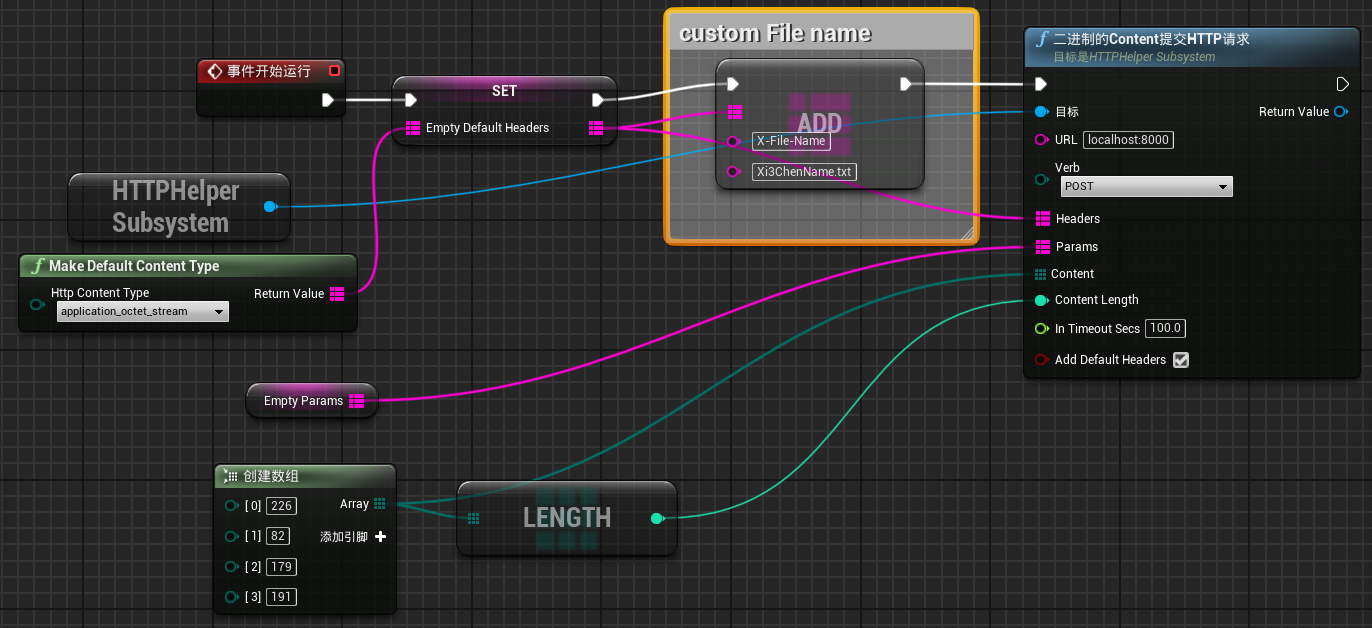 custom File name
事件开始运行
SET
Empty Default Headers
ADD
X-File-Name
Xi3ChenName.txt
二进制的Content提交HTTP请求
目标是HTTPHelper Subsystem
目标
Return Value
URL
localhost:8000
Verb
POST
Headers
Params
Content
Content Length
In Timeout Secs
100.0
Add Default Headers
HTTPHelper
Subsystem
Make Default Content Type
Http Content Type
Return Value
application_octet_stream
Empty Params
创建数组
[0] 226
Array
[1] 82
添加引脚
[2] 179
[3] 191
LENGTH